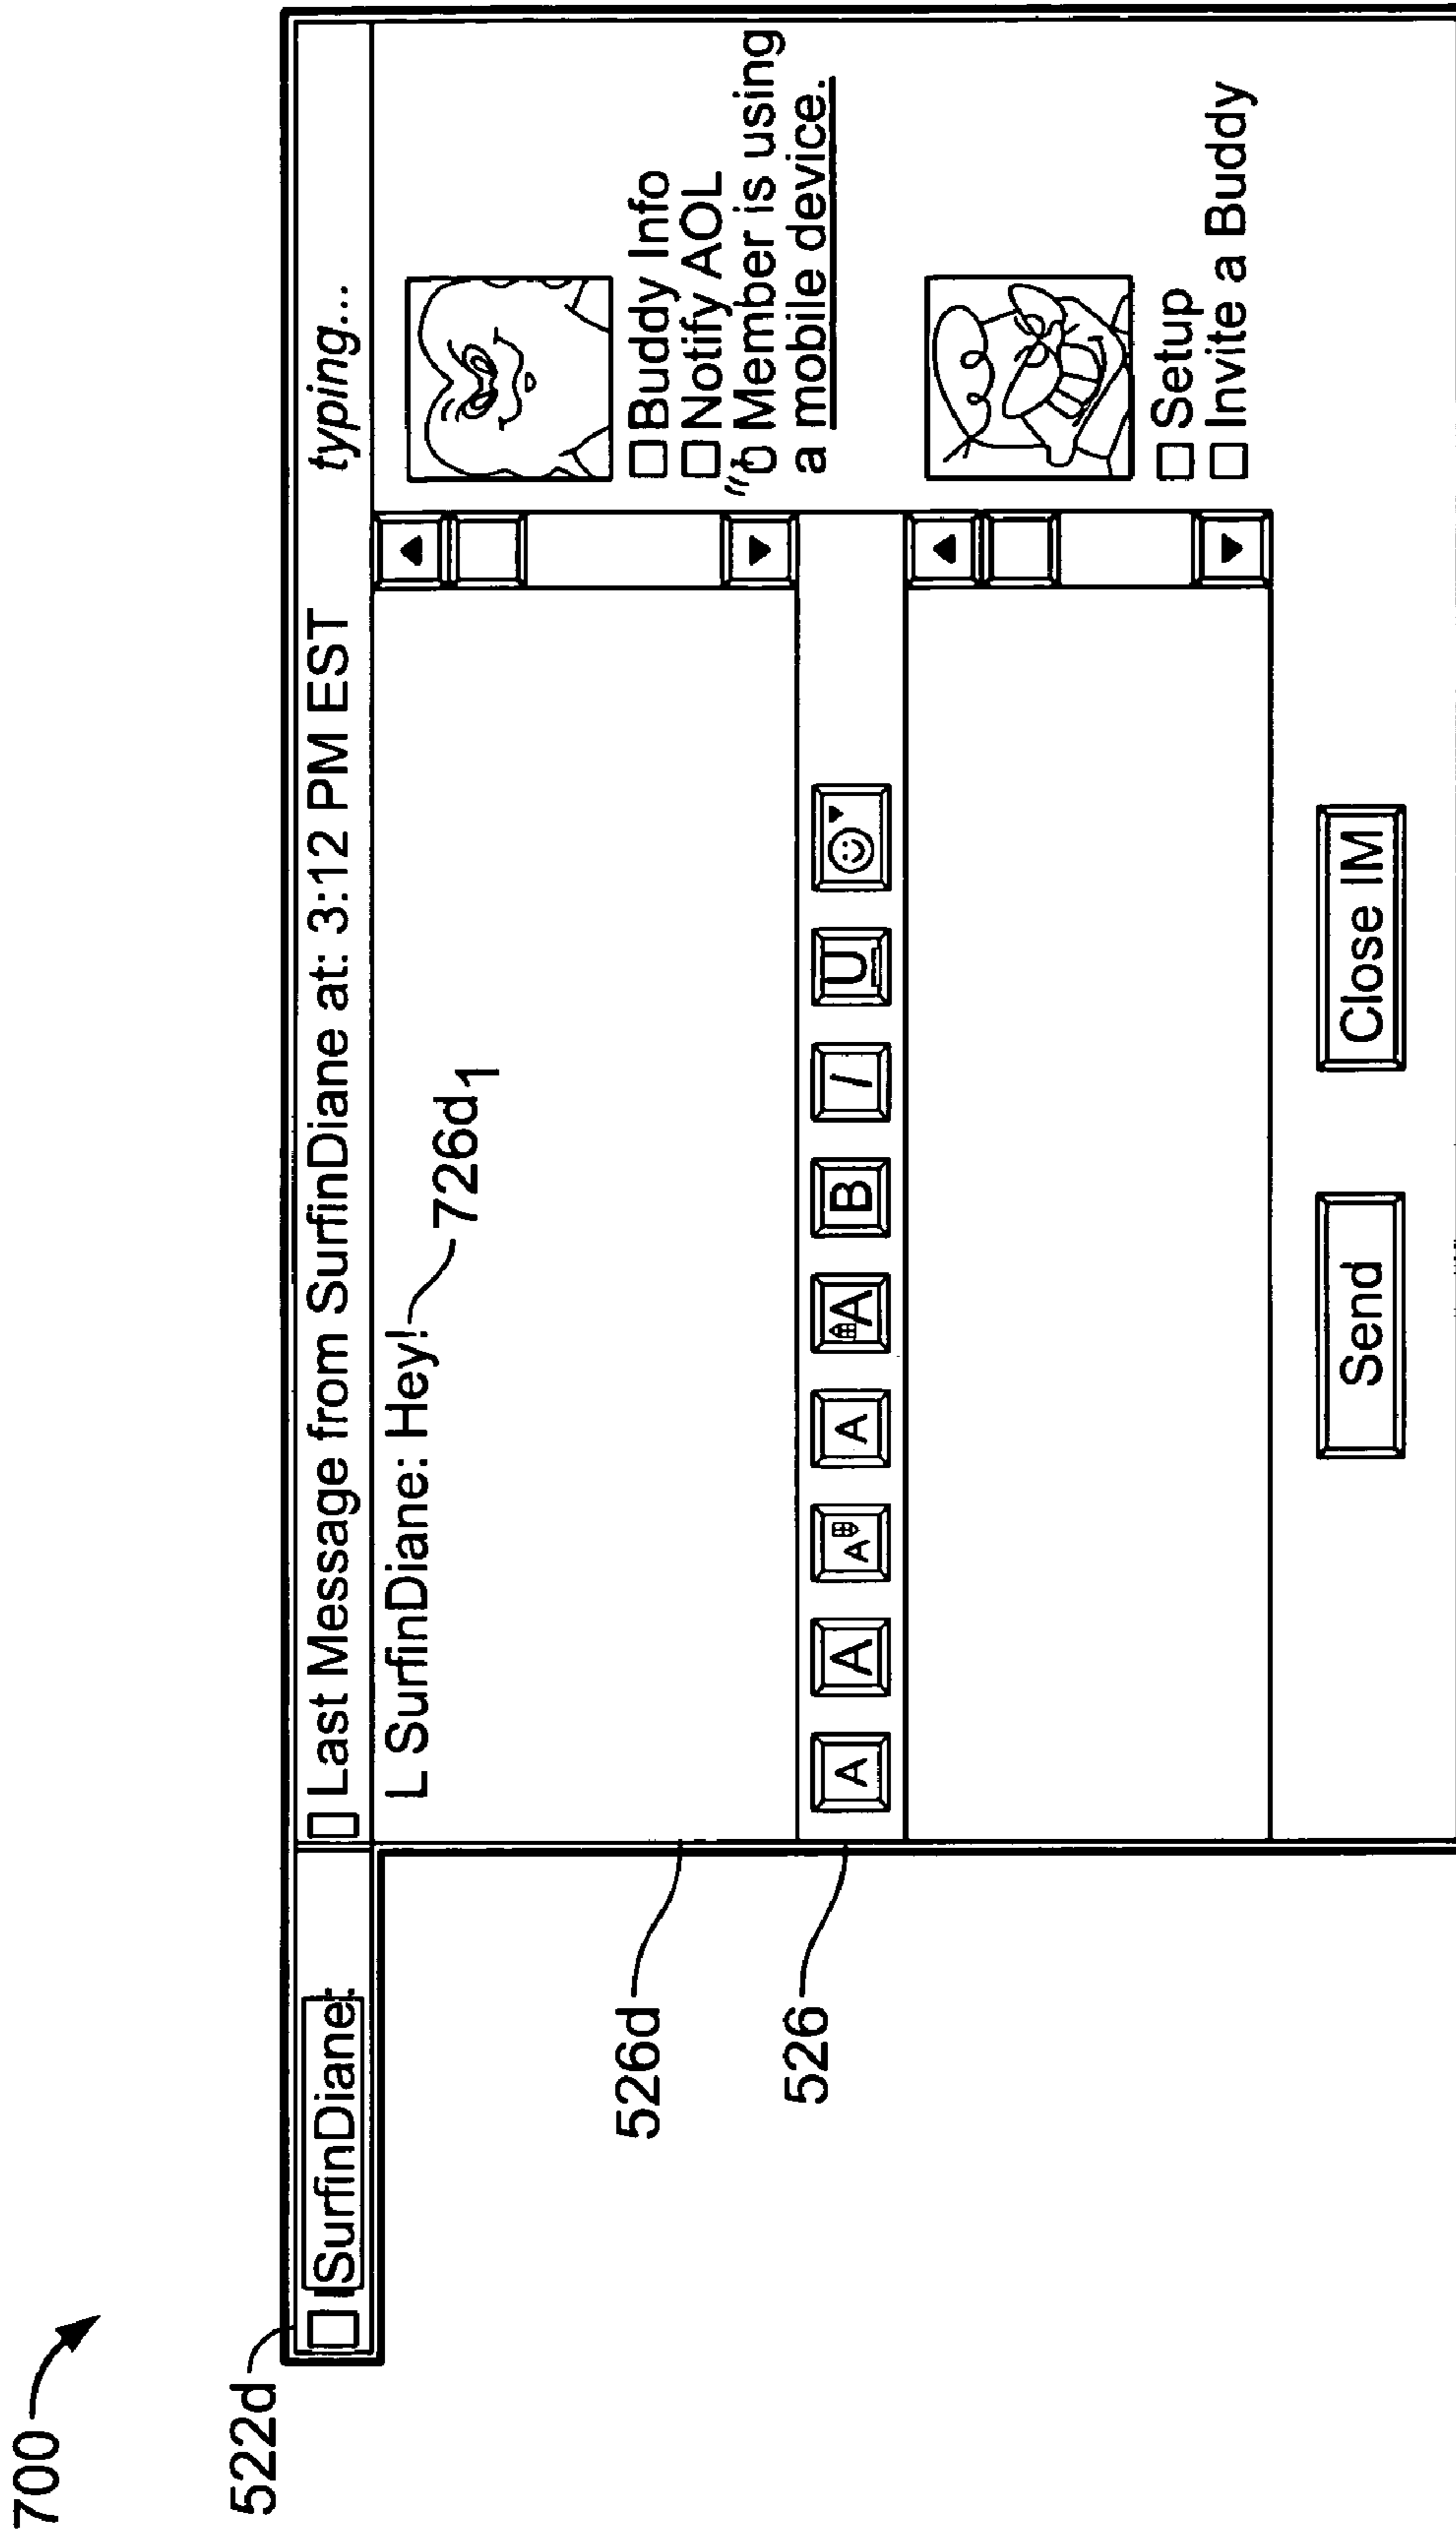 700
522d
SurfinDiane:
Last Message from SurfinDiane at: 3:12 PM EST
typing...
L SurfinDiane: Hey!
726d1
526d
526
A A A A A B I U
Buddy Info
Notify AOL
Member is using
a mobile device.
Setup
Invite a Buddy
Send
Close IM